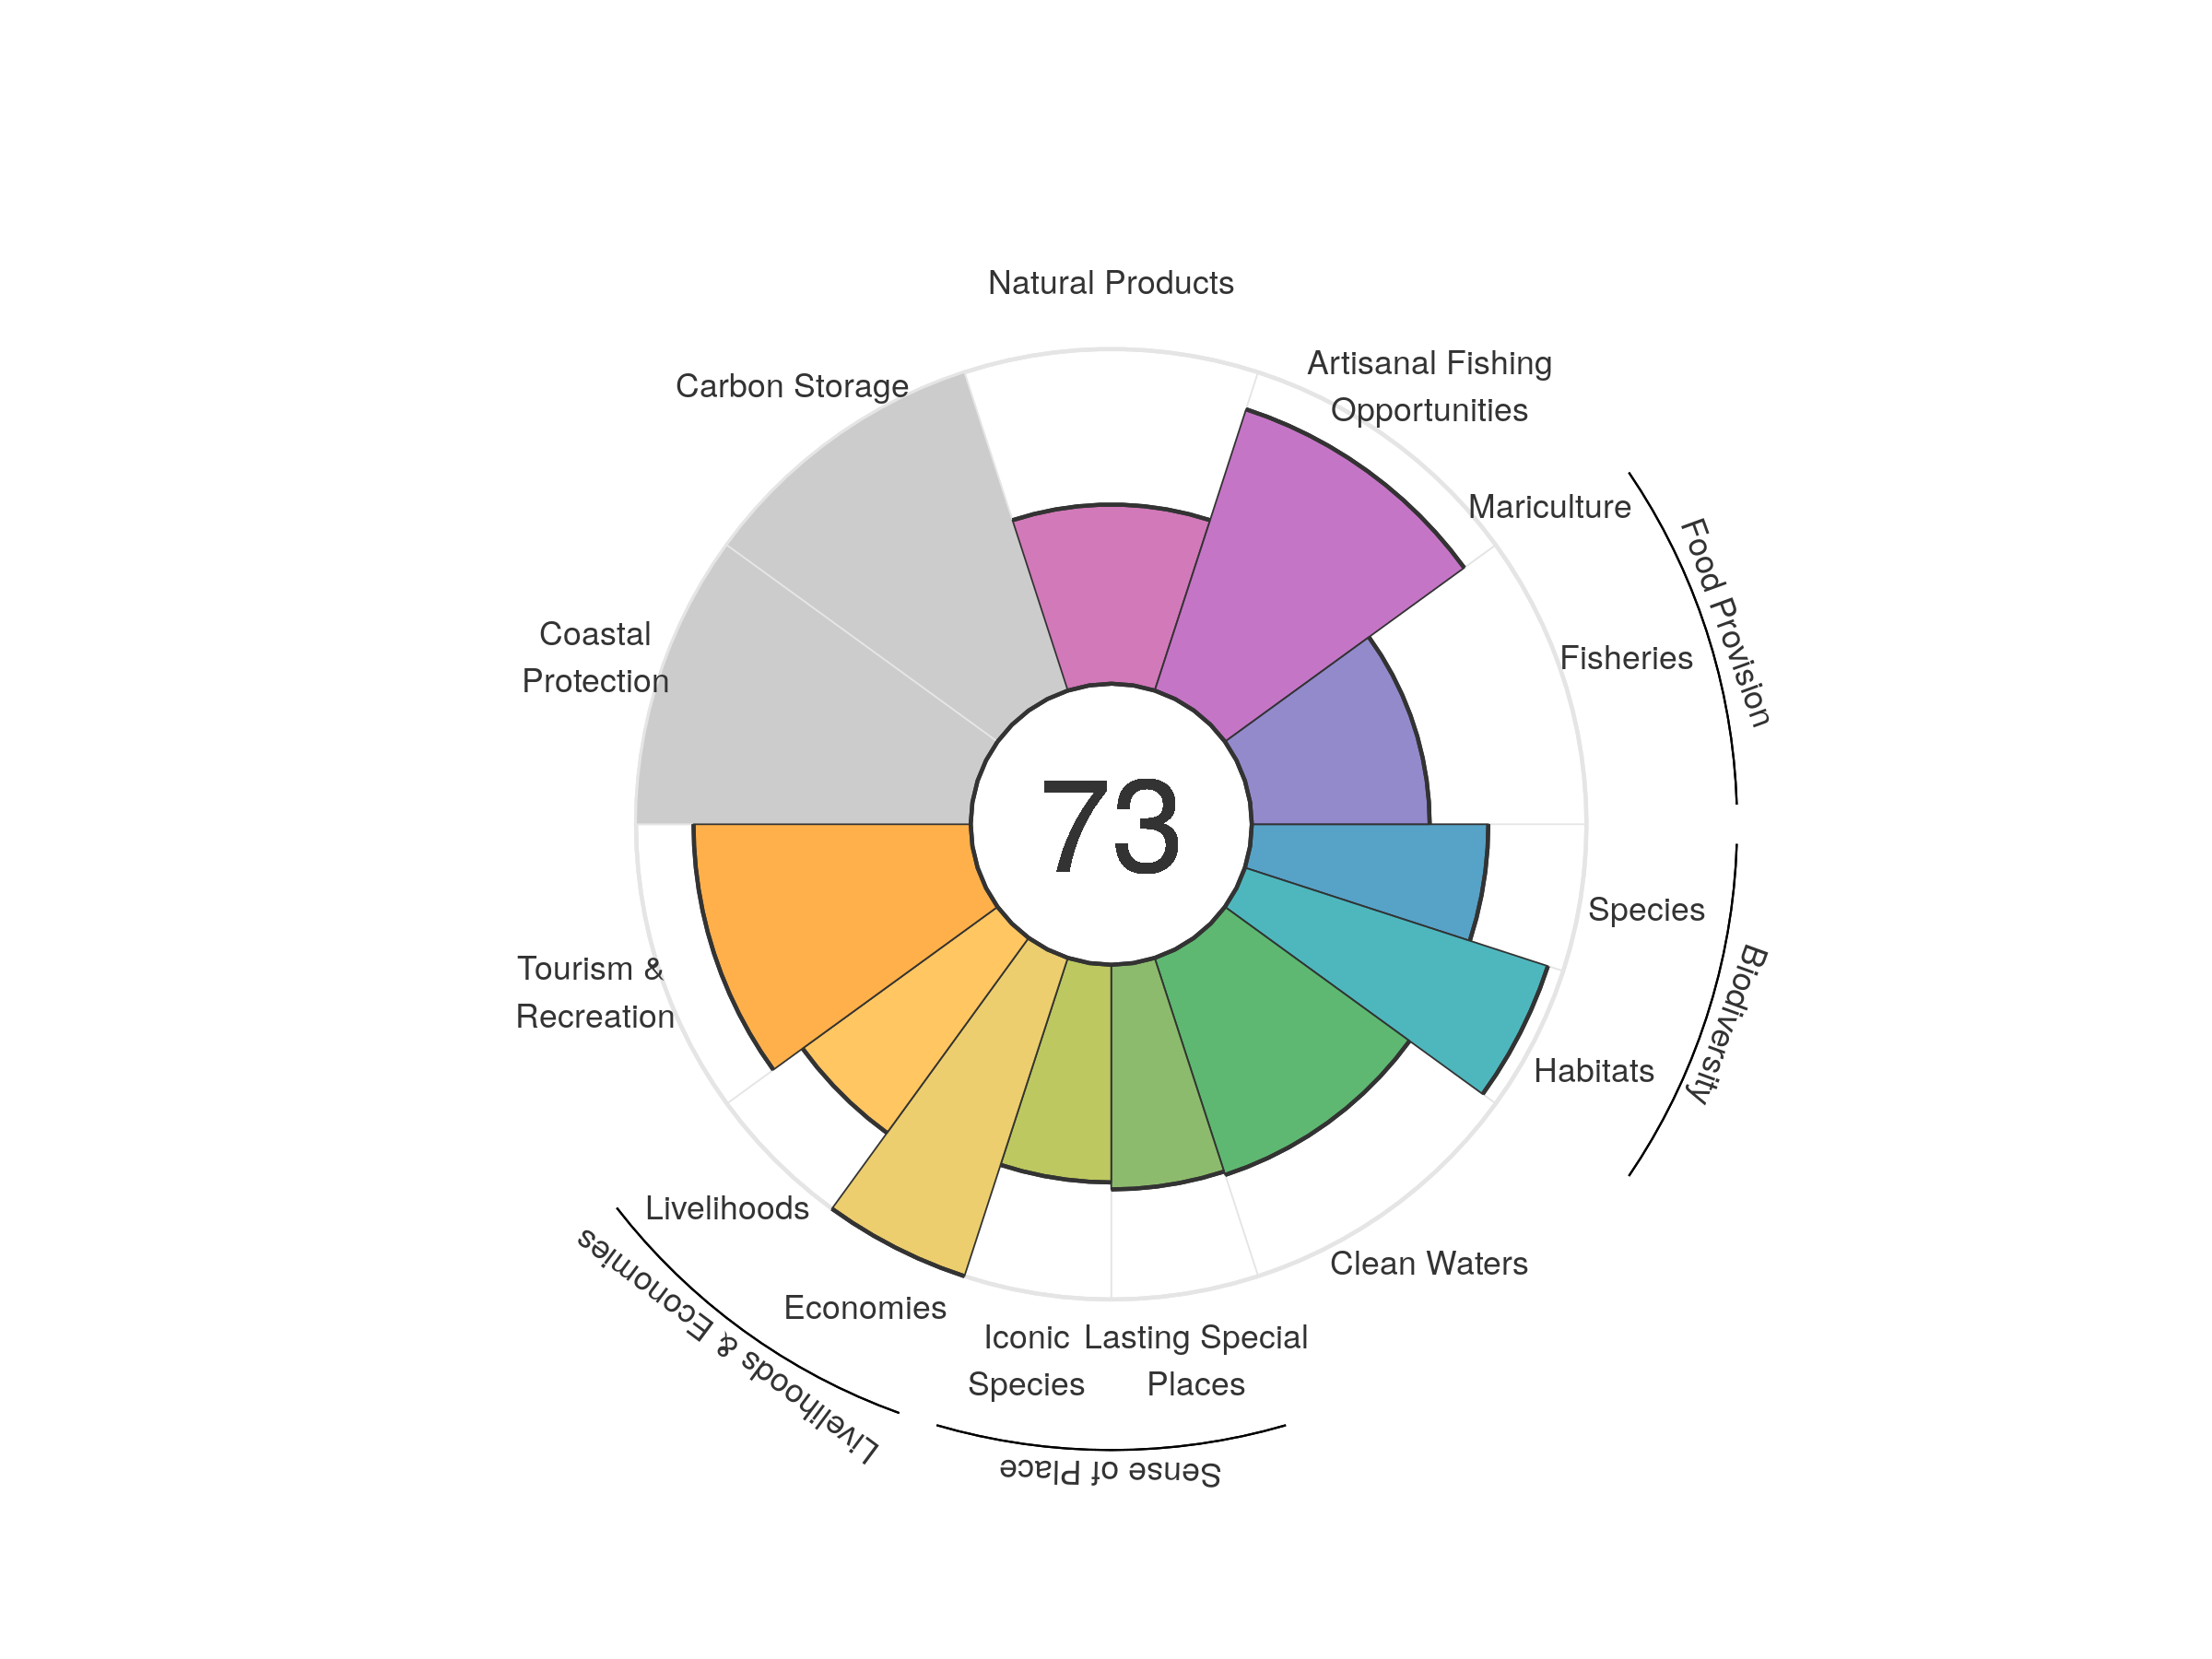 Natural Products
Artisanal Fishing
Opportunities
Carbon Storage
Mariculture
Food Provision
Fisheries
Coastal
Protection
73
Species
Biodiversity
Habitats
Tourism &
Recreation
Livelihoods
Livelihoods & Economies
Economies
Clean Waters
Iconic
Species
Lasting Special
Places
Sense of Place